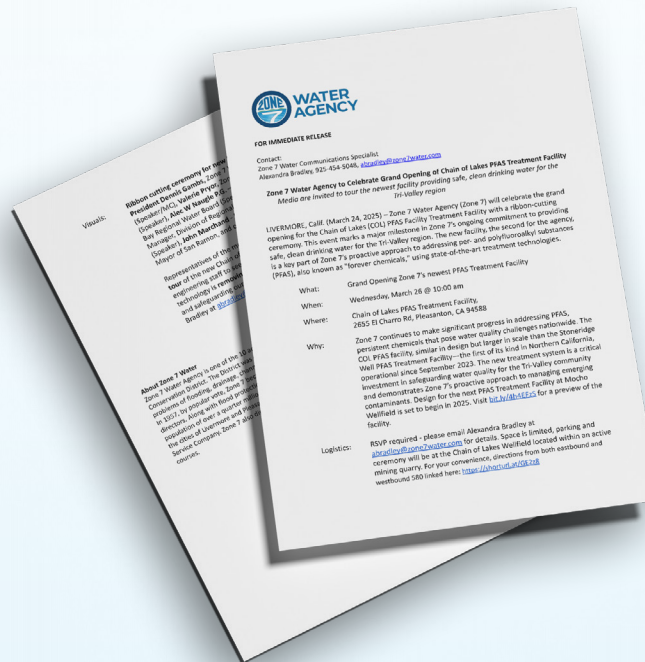 ZONE 7
WATER
AGENCY
FOR IMMEDIATE RELEASE
Contact:
Zone 7 Water Communications Specialist
Alexandra Bradley, 925-454-5048, abradley@zone7water.com
Zone 7 Water Agency to Celebrate Grand Opening of Chain of Lakes PFAS Treatment Facility
Media are invited to tour the newest facility providing safe, clean drinking water for the
Tri-Valley region
LIVERMORE, Calif. (March 24, 2025) – Zone 7 Water Agency (Zone 7) will celebrate the grand
opening for the Chain of Lakes (COL) PFAS Facility Treatment Facility with a ribbon-cutting
ceremony. This event marks a major milestone in Zone 7's ongoing commitment to providing
safe, clean drinking water for the Tri-Valley region. The new facility, the second for the agency,
is a key part of Zone 7's proactive approach to addressing per- and polyfluoroalkyl substances
(PFAS), also known as "forever chemicals," using state-of-the-art treatment technologies.
What: Grand Opening Zone 7's newest PFAS Treatment Facility
When: Wednesday, March 26 @ 10:00 am
Where: Chain of Lakes PFAS Treatment Facility,
2655 El Charro Rd, Pleasanton, CA 94588
Why: Zone 7 continues to make significant progress in addressing PFAS,
persistent chemicals that pose water quality challenges nationwide. The
COL PFAS facility, similar in design but larger in scale than the Stoneridge
Well PFAS Treatment Facility—the first of its kind in Northern California,
operational since September 2023. The new treatment system is a critical
investment in safeguarding water quality for the Tri-Valley community
and demonstrates Zone 7's proactive approach to managing emerging
contaminants. Design for the next PFAS Treatment Facility at Mocho
Wellfield is set to begin in 2025. Visit for a preview of the
facility.
Logistics: RSVP required - please email Alexandra Bradley at
abradley@zone7water.com for details. Space is limited, parking and
ceremony will be at the Chain of Lakes Wellfield located within an active
mining quarry. For your convenience, directions from both eastbound and
westbound 580 linked here:
Visuals: Ribbon cutting ceremony for new
President Dennis Gambs, Zone 7
(Speaker/MC), Valerie Pryor,
(Speaker), Alec W Naugle P.G.
Bay Regional Water Board
Manager, Division of Regional
(Speaker), John Marchand
Mayor of San Ramon, and
Representatives of the
tour of the new Chain of
engineering staff to
technology is removing
and safeguarding our
Bradley at
About Zone 7 Water
Zone 7 Water Agency is one of the 10
Conservation District. The District was
problems of flooding, drainage,
In 1957, by popular vote, Zone 7
directors. Along with flood
population of over a quarter
the cities of Livermore and
Service Company. Zone 7 also
courses.